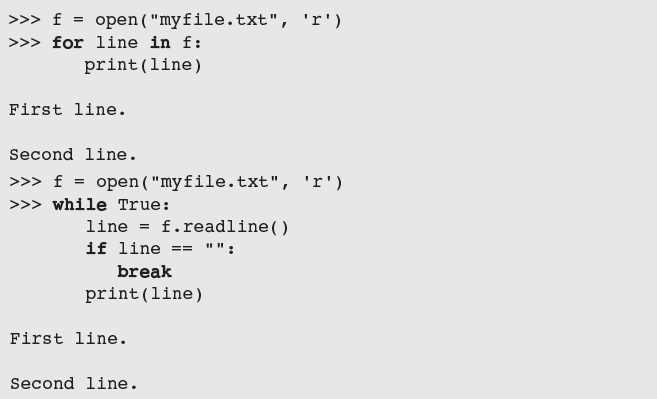 >>> f = open("myfile.txt", 'r')
>>> for line in f:
       print(line)

First line.

Second line.
>>> f = open("myfile.txt", 'r')
>>> while True:
       line = f.readline()
       if line == "":
          break
       print(line)

First line.

Second line.